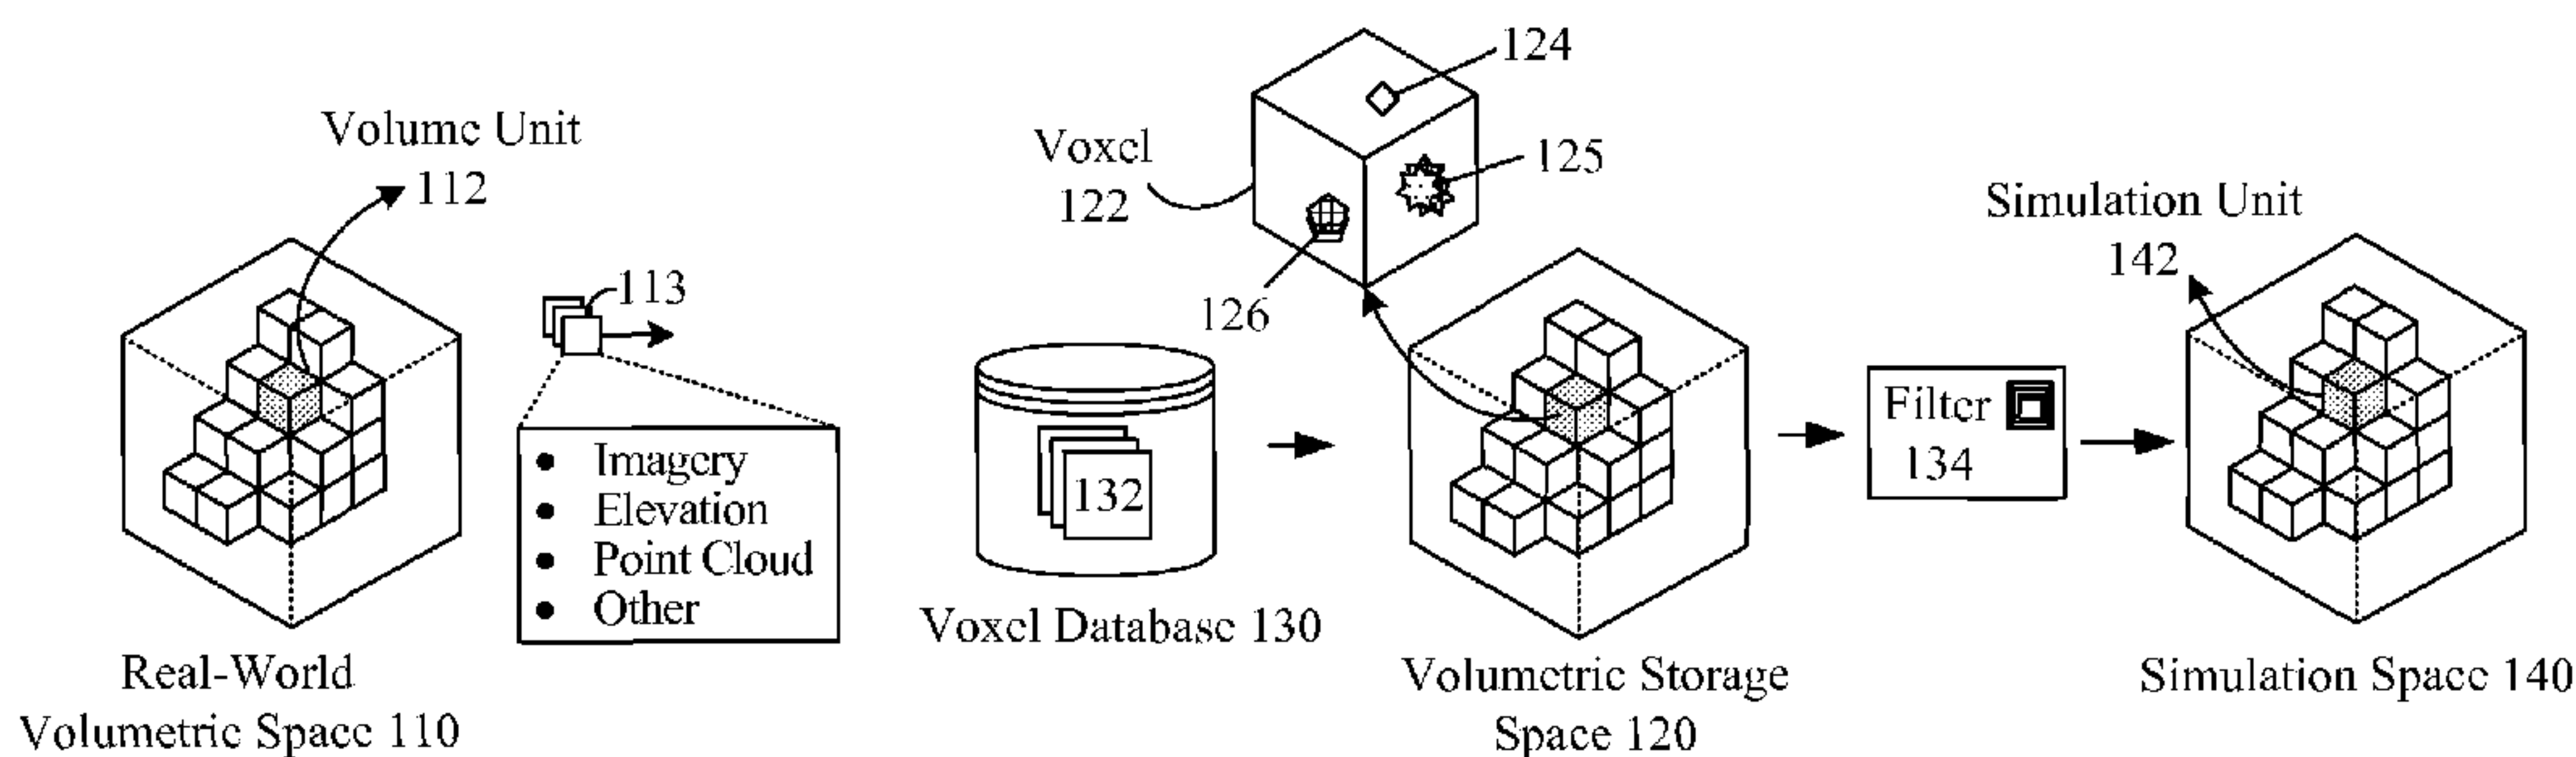 Volume Unit
112
113
• Imagery
• Elevation
• Point Cloud
• Other
Real-World
Volumetric Space 110
Voxel
122
124
125
126
132
Voxel Database 130
Volumetric Storage
Space 120
Filter
134
Simulation Unit
142
Simulation Space 140